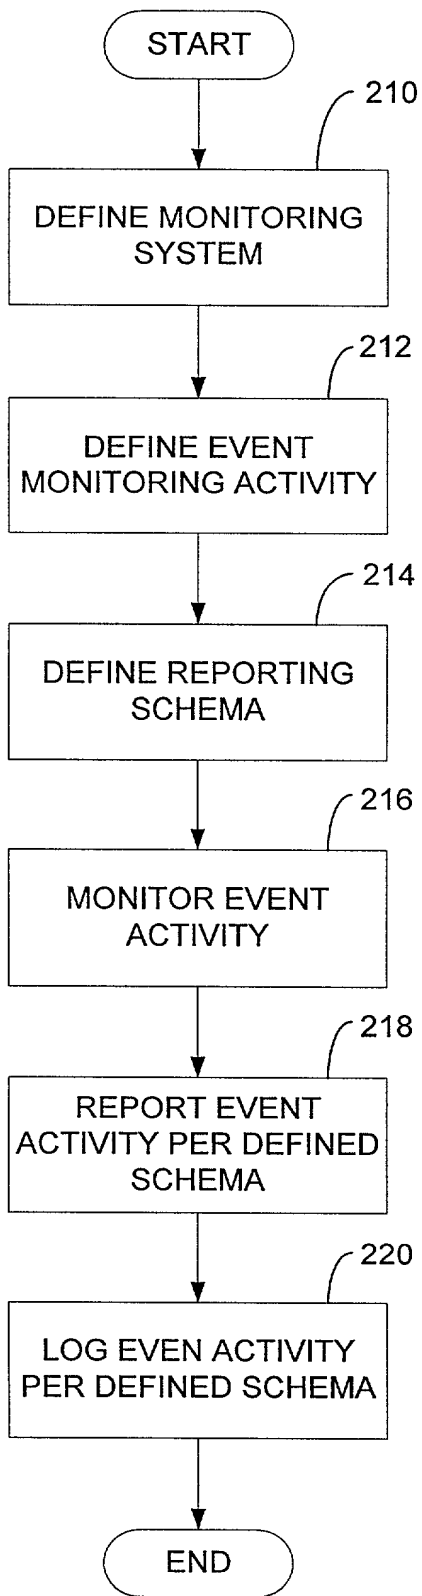 START
210
DEFINE MONITORING
SYSTEM
212
DEFINE EVENT
MONITORING ACTIVITY
214
DEFINE REPORTING
SCHEMA
216
MONITOR EVENT
ACTIVITY
218
REPORT EVENT
ACTIVITY PER DEFINED
SCHEMA
220
LOG EVEN ACTIVITY
PER DEFINED SCHEMA
END